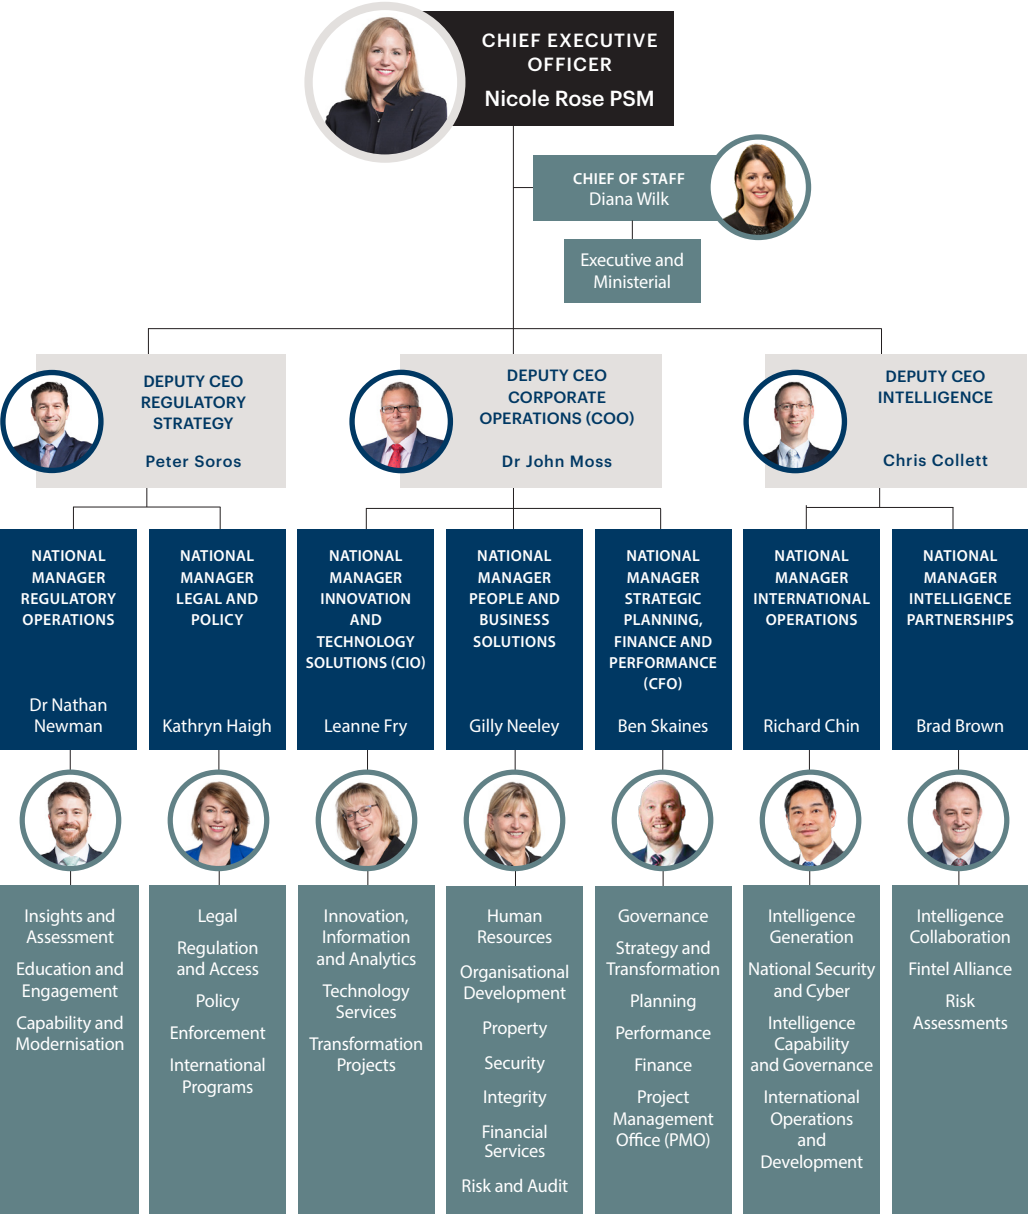 CHIEF EXECUTIVE
OFFICER
Nicole Rose PSM
CHIEF OF STAFF
Diana Wilk
Executive and
Ministerial
DEPUTY CEO
REGULATORY
STRATEGY
Peter Soros
DEPUTY CEO
CORPORATE
OPERATIONS (COO)
Dr John Moss
DEPUTY CEO
INTELLIGENCE
Chris Collett
NATIONAL
MANAGER
REGULATORY
OPERATIONS
Dr Nathan
Newman
NATIONAL
MANAGER
LEGAL AND
POLICY
Kathryn Haigh
NATIONAL
MANAGER
INNOVATION
AND
TECHNOLOGY
SOLUTIONS (CIO)
Leanne Fry
NATIONAL
MANAGER
PEOPLE AND
BUSINESS
SOLUTIONS
Gilly Neeley
NATIONAL
MANAGER
STRATEGIC
PLANNING,
FINANCE AND
PERFORMANCE
(CFO)
Ben Skaines
NATIONAL
MANAGER
INTERNATIONAL
OPERATIONS
Richard Chin
NATIONAL
MANAGER
INTELLIGENCE
PARTNERSHIPS
Brad Brown
Insights and
Assessment
Education and
Engagement
Capability and
Modernisation
Legal
Regulation
and Access
Policy
Enforcement
International
Programs
Innovation,
Information
and Analytics
Technology
Services
Transformation
Projects
Human
Resources
Organisational
Development
Property
Security
Integrity
Financial
Services
Risk and Audit
Governance
Strategy and
Transformation
Planning
Performance
Finance
Project
Management
Office (PMO)
Intelligence
Generation
National Security
and Cyber
Intelligence
Capability
and Governance
International
Operations
and
Development
Intelligence
Collaboration
Fintel Alliance
Risk
Assessments